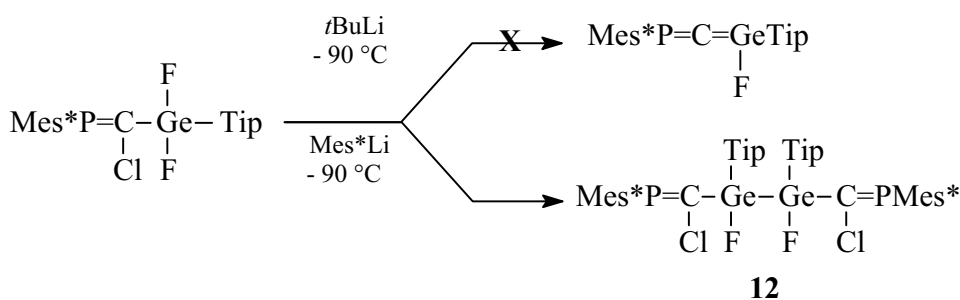 tBuLi
- 90 °C
X
Mes*P=C=GeTip
F
F
Mes*P=C-Ge-Tip
Cl F
Mes*Li
- 90 °C
Tip Tip
Mes*P=C-Ge-Ge-C=PMes*
Cl F F Cl
12